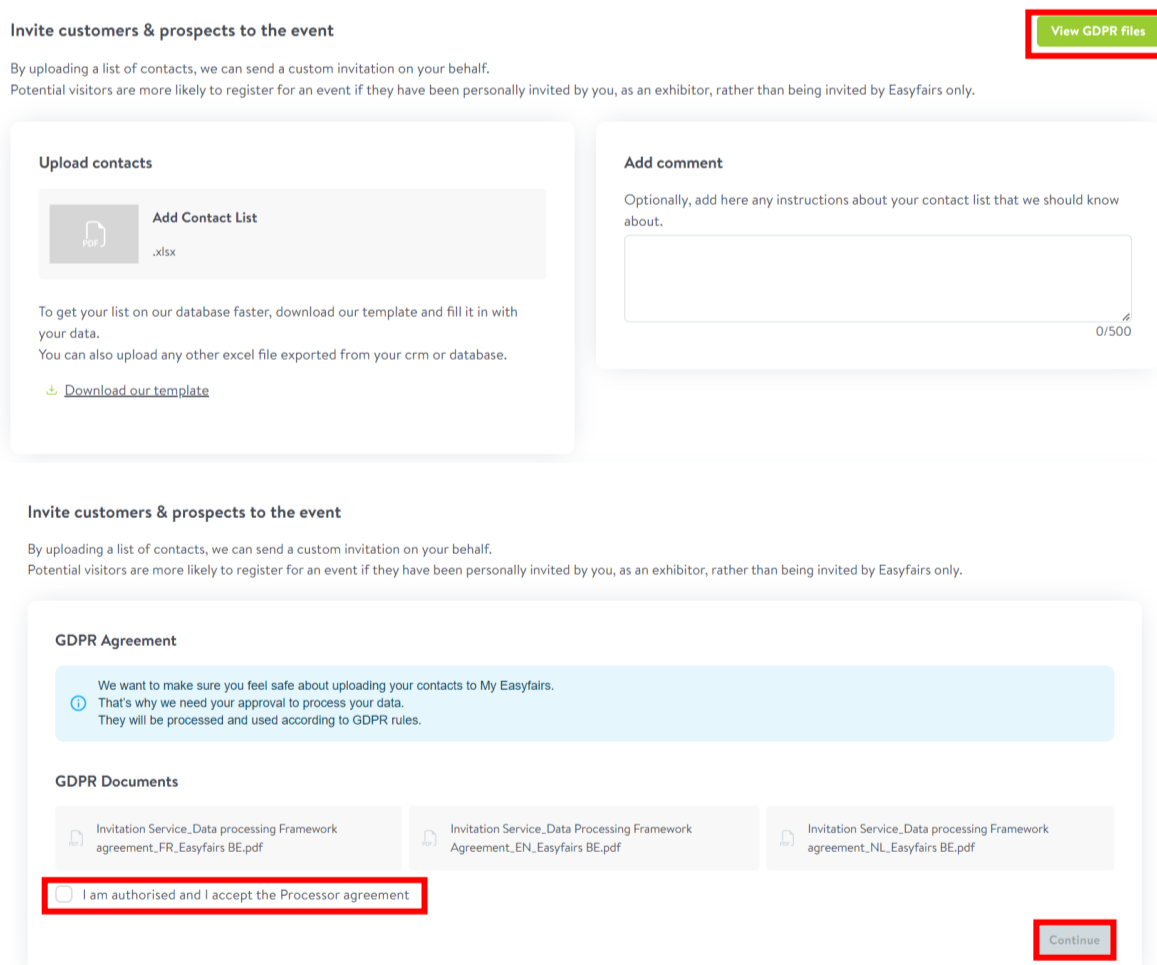 Invite customers & prospects to the event
View GDPR files
By uploading a list of contacts, we can send a custom invitation on your behalf.
Potential visitors are more likely to register for an event if they have been personally invited by you, as an exhibitor, rather than being invited by Easyfairs only.
Upload contacts
PDF
Add Contact List
.xlsx
To get your list on our database faster, download our template and fill it in with
your data.
You can also upload any other excel file exported from your crm or database.
Download our template
Add comment
Optionally, add here any instructions about your contact list that we should know
about.
0/500
Invite customers & prospects to the event
By uploading a list of contacts, we can send a custom invitation on your behalf.
Potential visitors are more likely to register for an event if they have been personally invited by you, as an exhibitor, rather than being invited by Easyfairs only.
GDPR Agreement
We want to make sure you feel safe about uploading your contacts to My Easyfairs.
That's why we need your approval to process your data.
They will be processed and used according to GDPR rules.
GDPR Documents
PDF
Invitation Service_Data processing Framework
agreement_FR_Easyfairs BE.pdf
PDF
Invitation Service_Data Processing Framework
Agreement_EN_Easyfairs BE.pdf
PDF
Invitation Service_Data processing Framework
agreement_NL_Easyfairs BE.pdf
I am authorised and I accept the Processor agreement
Continue